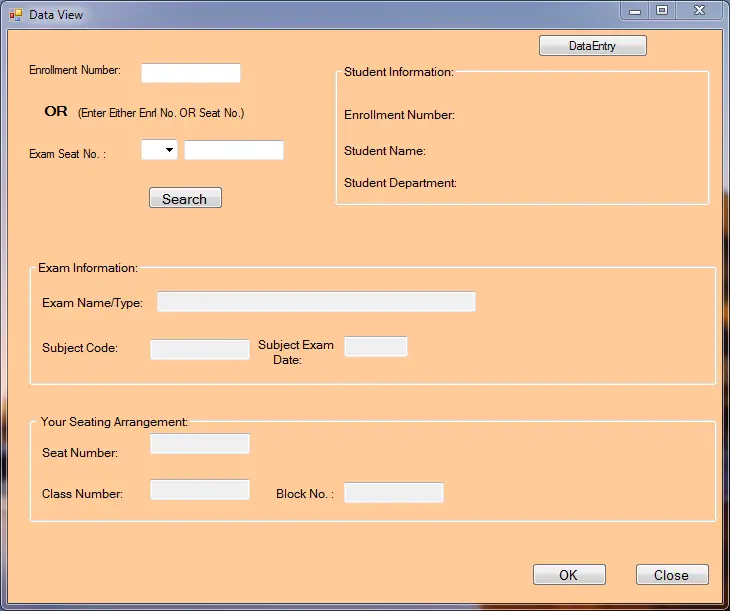 Data View
DataEntry
Enrollment Number:
OR (Enter Either Enrl No. OR Seat No.)
Exam Seat No. :
Search
Student Information:
Enrollment Number:
Student Name:
Student Department:
Exam Information:
Exam Name/Type:
Subject Code:
Subject Exam
Date:
Your Seating Arrangement:
Seat Number:
Class Number:
Block No. :
OK
Close